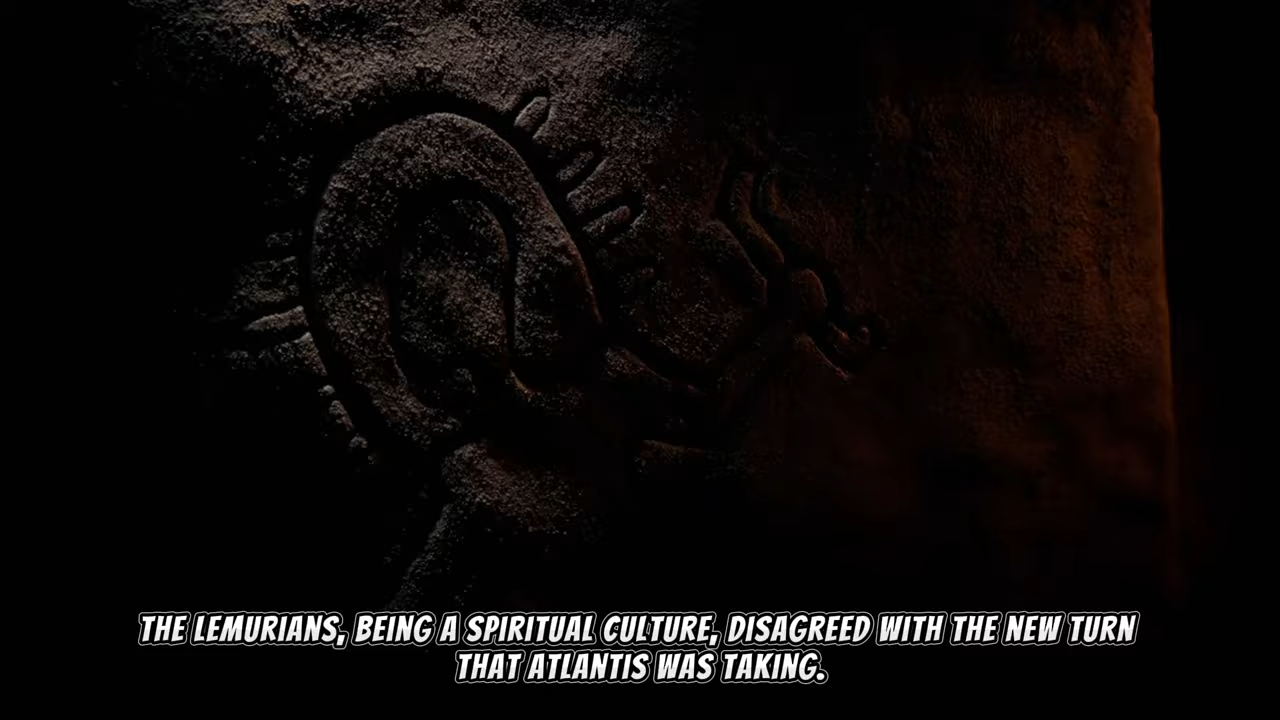 THE LEMURIANS, BEING A SPIRITUAL CULTURE, DISAGREED WITH THE NEW TURN
THAT ATLANTIS WAS TAKING.